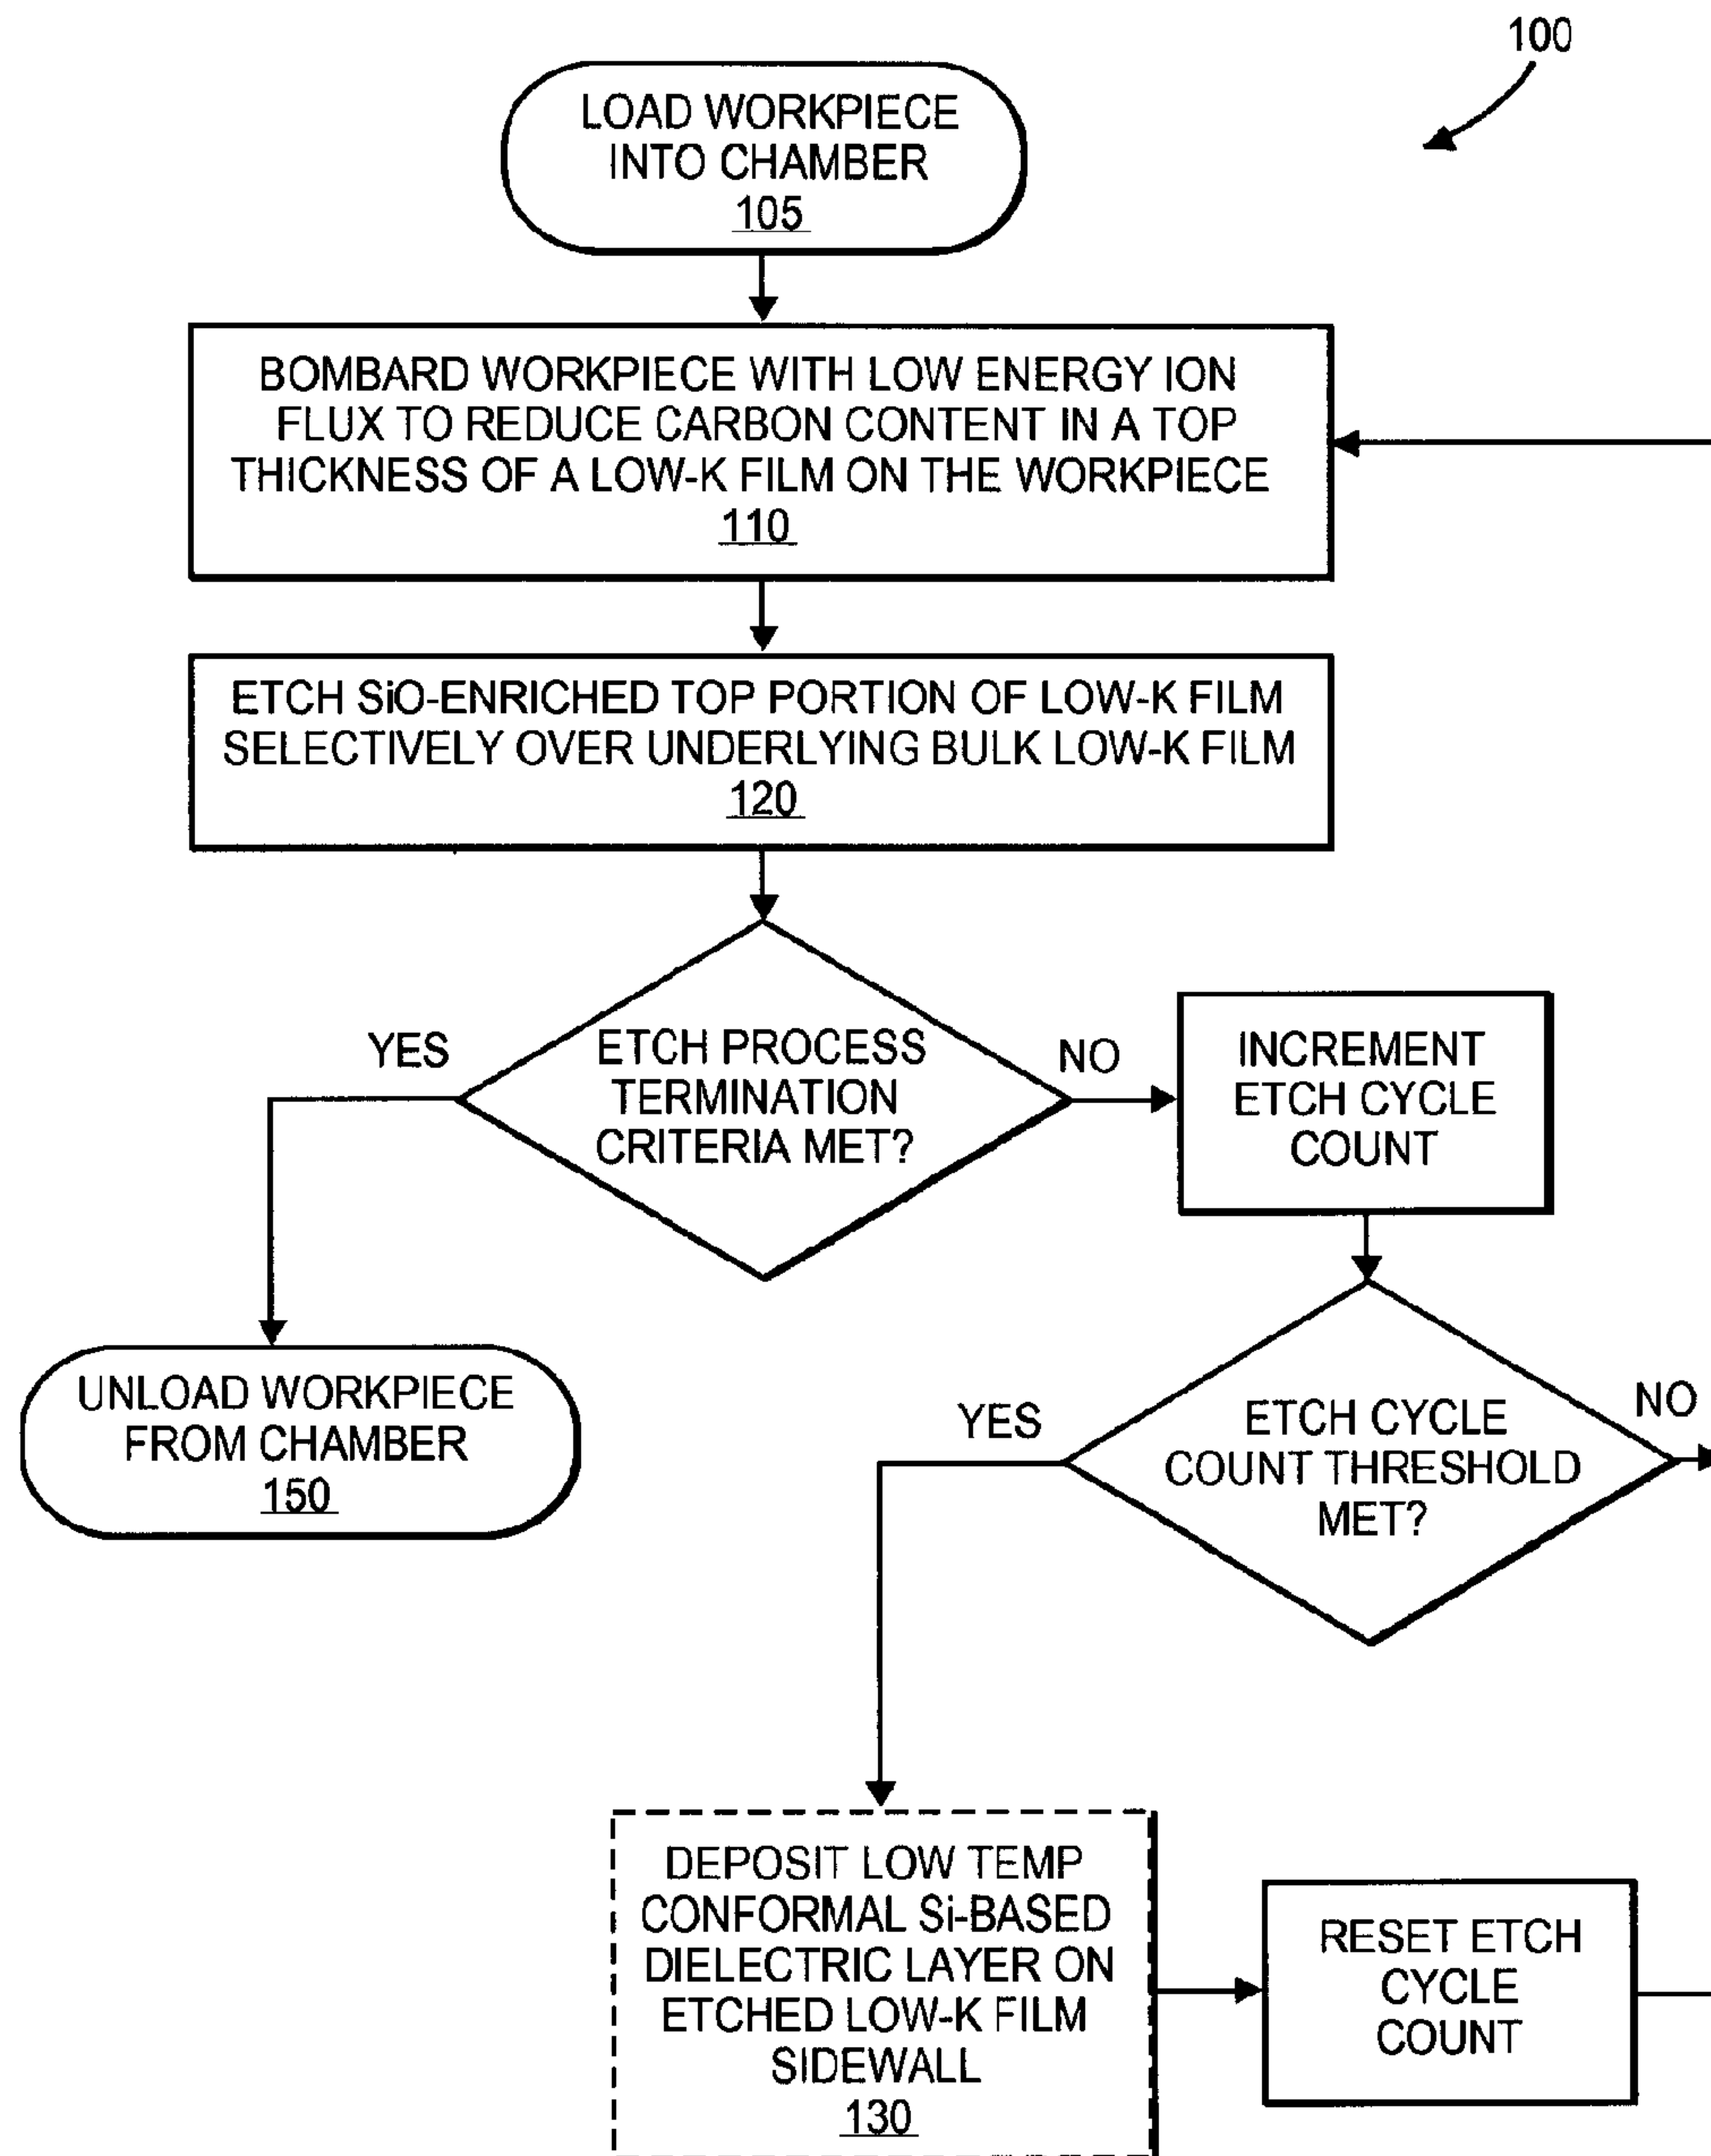 100
LOAD WORKPIECE
INTO CHAMBER
105
BOMBARD WORKPIECE WITH LOW ENERGY ION
FLUX TO REDUCE CARBON CONTENT IN A TOP
THICKNESS OF A LOW-K FILM ON THE WORKPIECE
110
ETCH SiO-ENRICHED TOP PORTION OF LOW-K FILM
SELECTIVELY OVER UNDERLYING BULK LOW-K FILM
120
YES
ETCH PROCESS
TERMINATION
CRITERIA MET?
NO
INCREMENT
ETCH CYCLE
COUNT
UNLOAD WORKPIECE
FROM CHAMBER
150
YES
ETCH CYCLE
COUNT THRESHOLD
MET?
NO
DEPOSIT LOW TEMP
CONFORMAL Si-BASED
DIELECTRIC LAYER ON
ETCHED LOW-K FILM
SIDEWALL
130
RESET ETCH
CYCLE
COUNT